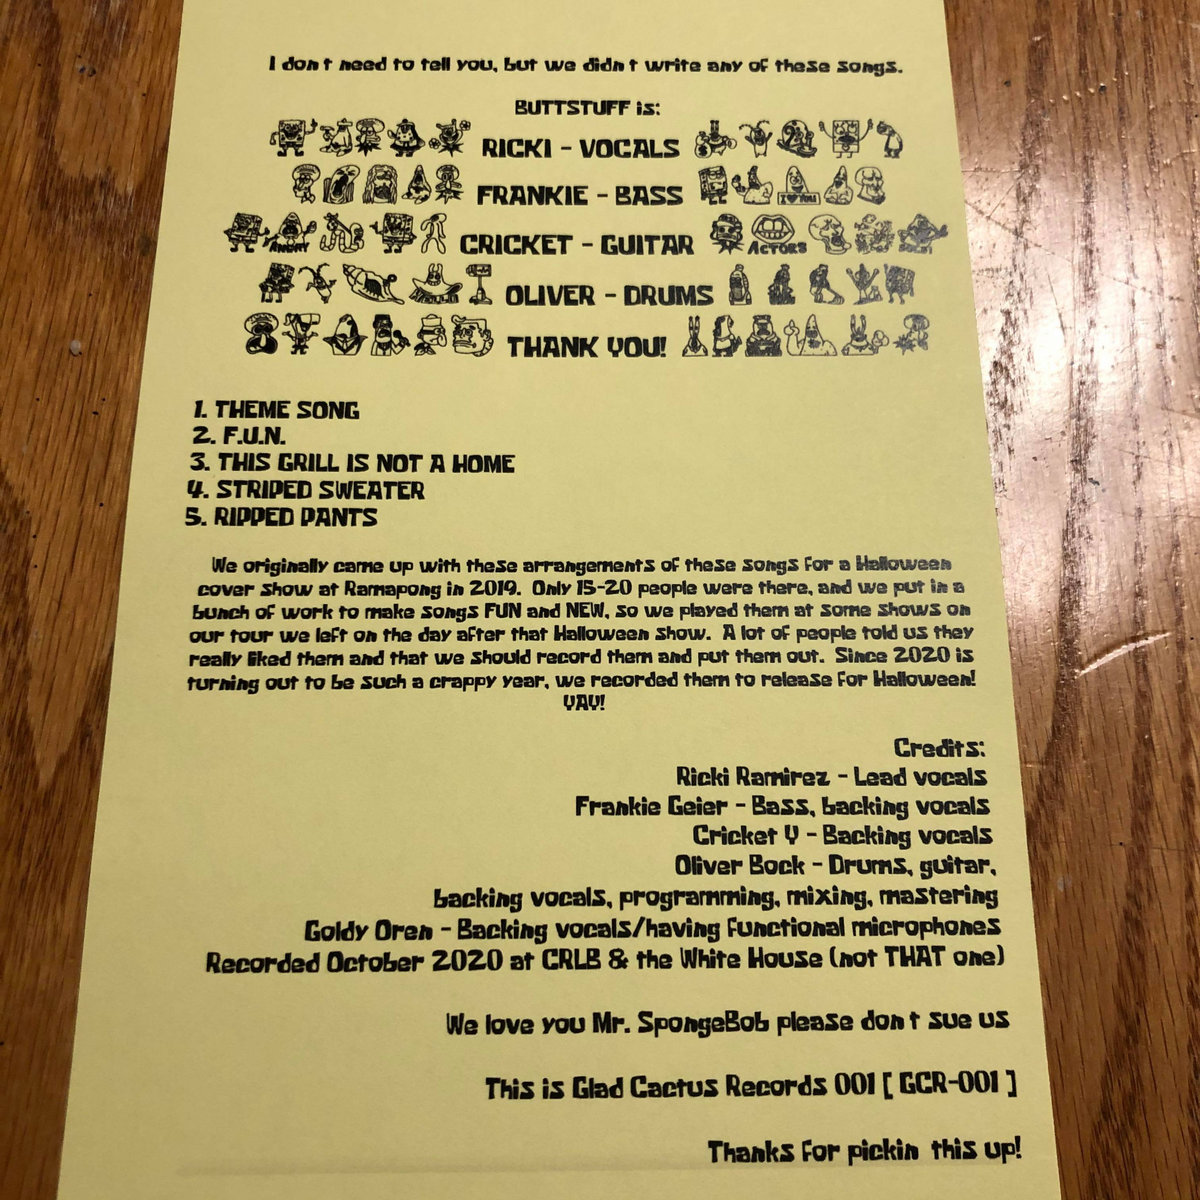 I don t need to tell you, but we didn t write any of these songs.
BUTTSTUFF is:
RICKI - VOCALS
FRANKIE - BASS
I ♥ YOU
CRICKET - GUITAR
ANGRY
ACTORS
OLIVER - DRUMS
THANK YOU!
1. THEME SONG
2. F.U.N.
3. THIS GRILL IS NOT A HOME
4. STRIPED SWEATER
5. RIPPED PANTS
We originally came up with these arrangements of these songs for a Halloween
cover show at Ramapong in 2019. Only 15-20 people were there, and we put in a
bunch of work to make songs FUN and NEW, so we played them at some shows on
our tour we left on the day after that Halloween show. A lot of people told us they
really liked them and that we should record them and put them out. Since 2020 is
turning out to be such a crappy year, we recorded them to release for Halloween!
YAY!
Credits:
Ricki Ramirez - Lead vocals
Frankie Geier - Bass, backing vocals
Cricket Y - Backing vocals
Oliver Bock - Drums, guitar,
backing vocals, programming, mixing, mastering
Goldy Oren - Backing vocals/having functional microphones
Recorded October 2020 at CRLB & the White House (not THAT one)
We love you Mr. SpongeBob please don t sue us
This is Glad Cactus Records 001 [ GCR-001 ]
Thanks for pickin this up!